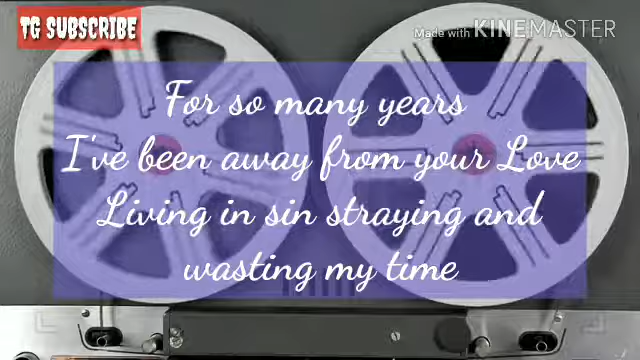 TG SUBSCRIBE
Made with KINEMASTER
For so many years
I've been away from your Love
Living in sin straying and
wasting my time